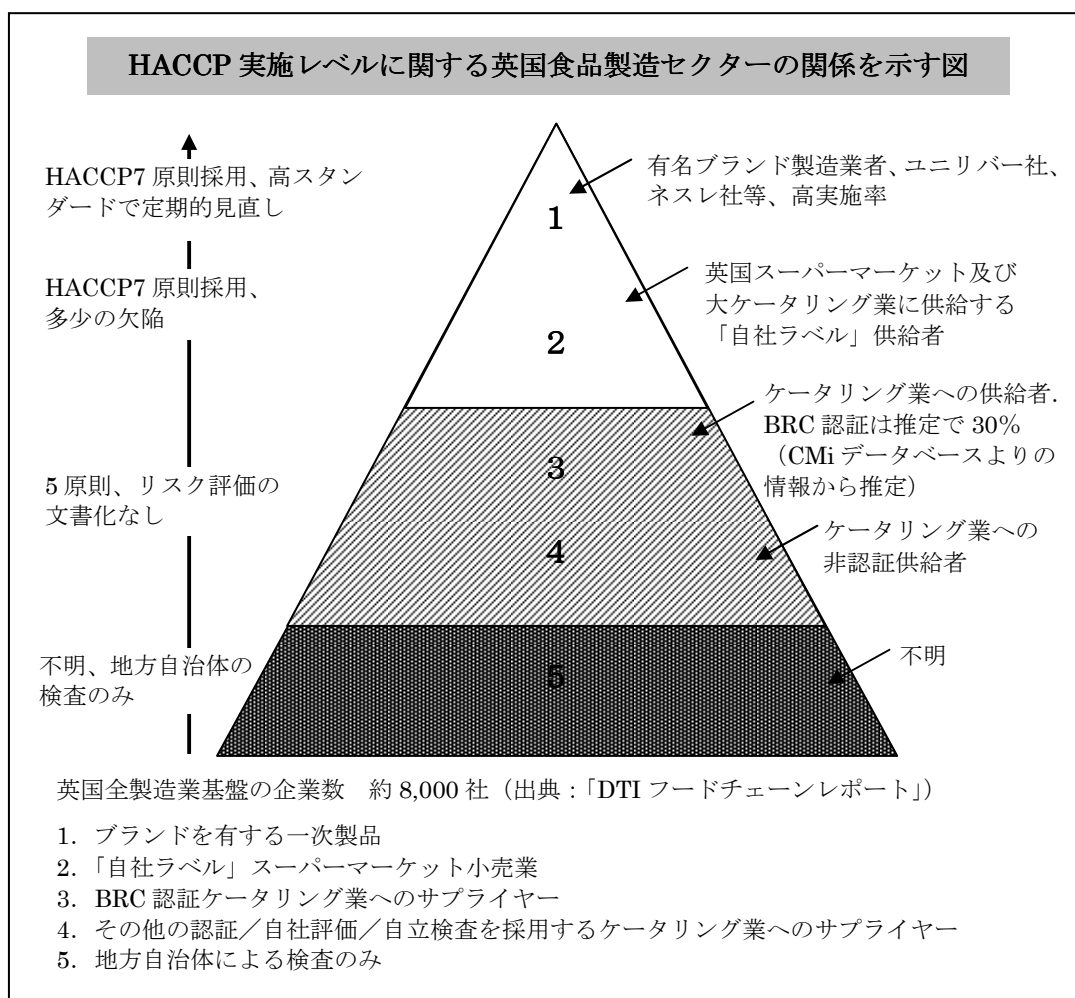 HACCP 実施レベルに関する英国食品製造セクターの関係を示す図
HACCP7 原則採用、高スタン
ダードで定期的見直し
HACCP7 原則採用、
多少の欠陥
5 原則、リスク評価の
文書化なし
不明、地方自治体の
検査のみ
1
2
3
4
5
有名ブランド製造業者、ユニリバー社、
ネスレ社等、高実施率
英国スーパーマーケット及び
大ケータリング業に供給する
「自社ラベル」供給者
ケータリング業への供給者.
BRC 認証は推定で 30%
（CMi データベースよりの
情報から推定）
ケータリング業への
非認証供給者
不明
英国全製造業基盤の企業数　約 8,000 社（出典：「DTI フードチェーンレポート」）
1. ブランドを有する一次製品
2. 「自社ラベル」スーパーマーケット小売業
3. BRC 認証ケータリング業へのサプライヤー
4. その他の認証／自社評価／自立検査を採用するケータリング業へのサプライヤー
5. 地方自治体による検査のみ